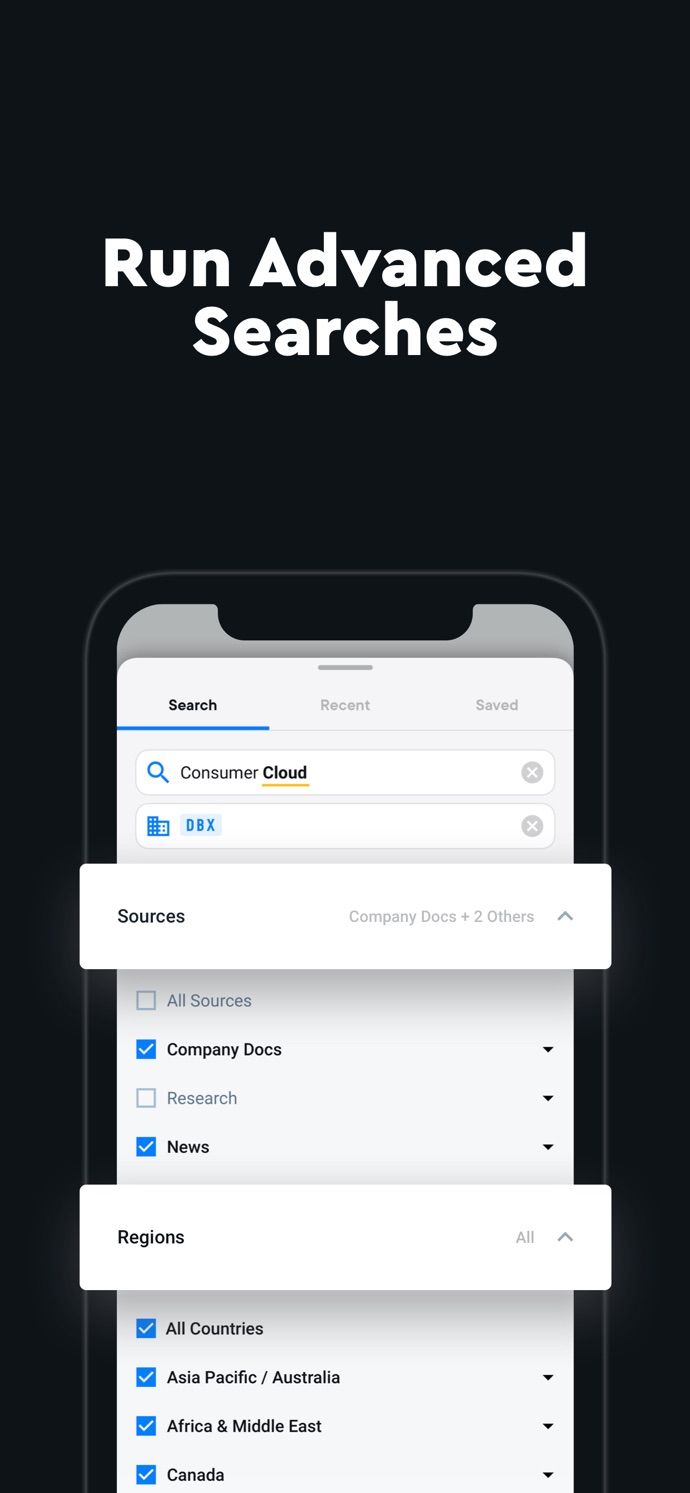 Run Advanced
Searches
Search Recent Saved
Consumer Cloud
DBX
Sources Company Docs + 2 Others
All Sources
Company Docs
Research
News
Regions All
All Countries
Asia Pacific / Australia
Africa & Middle East
Canada